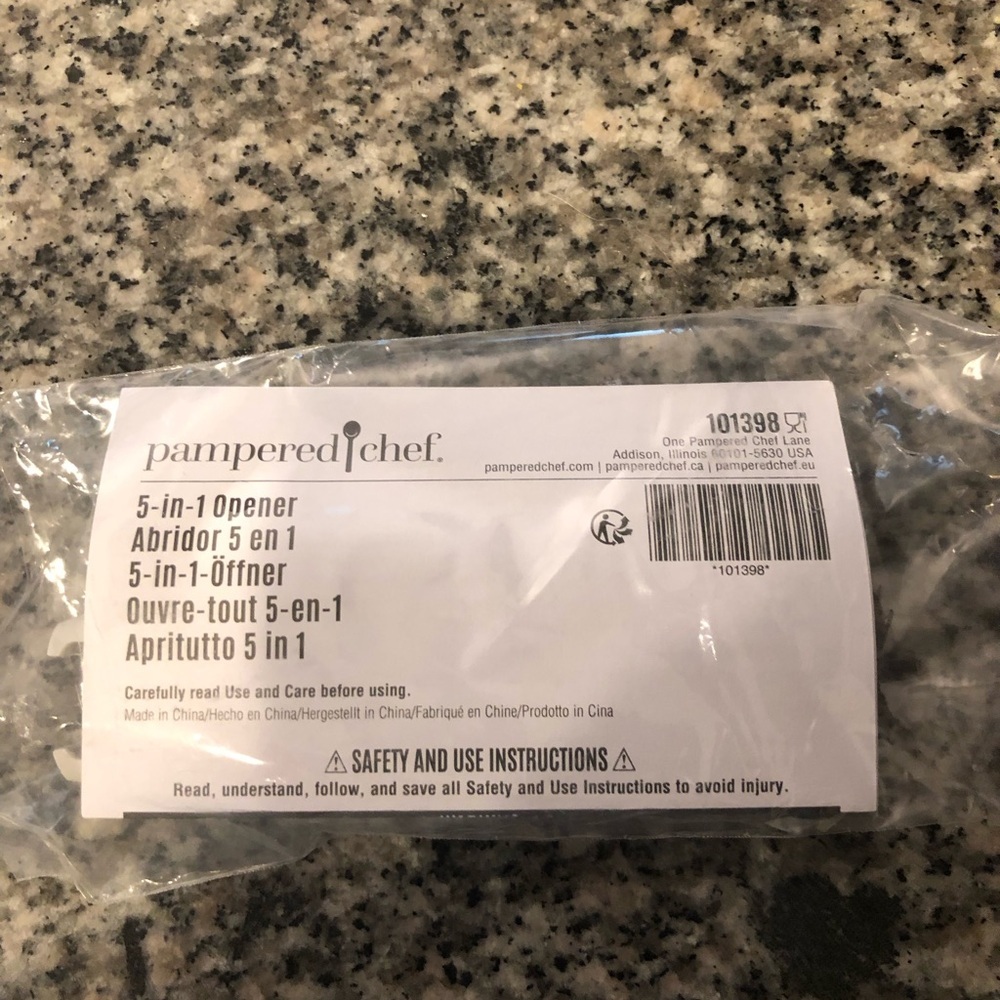 pampered chef®
101398
One Pampered Chef Lane
Addison, Illinois 60101-5630 USA
pamperedchef.com | pamperedchef.ca | pamperedchef.eu
5-in-1 Opener
Abridor 5 en 1
5-in-1-Öffner
Ouvre-tout 5-en-1
Apritutto 5 in 1
*101398*
Carefully read Use and Care before using.
Made in China/Hecho en China/Hergestellt in China/Fabriqué en Chine/Prodotto in Cina
⚠ SAFETY AND USE INSTRUCTIONS ⚠
Read, understand, follow, and save all Safety and Use Instructions to avoid injury.